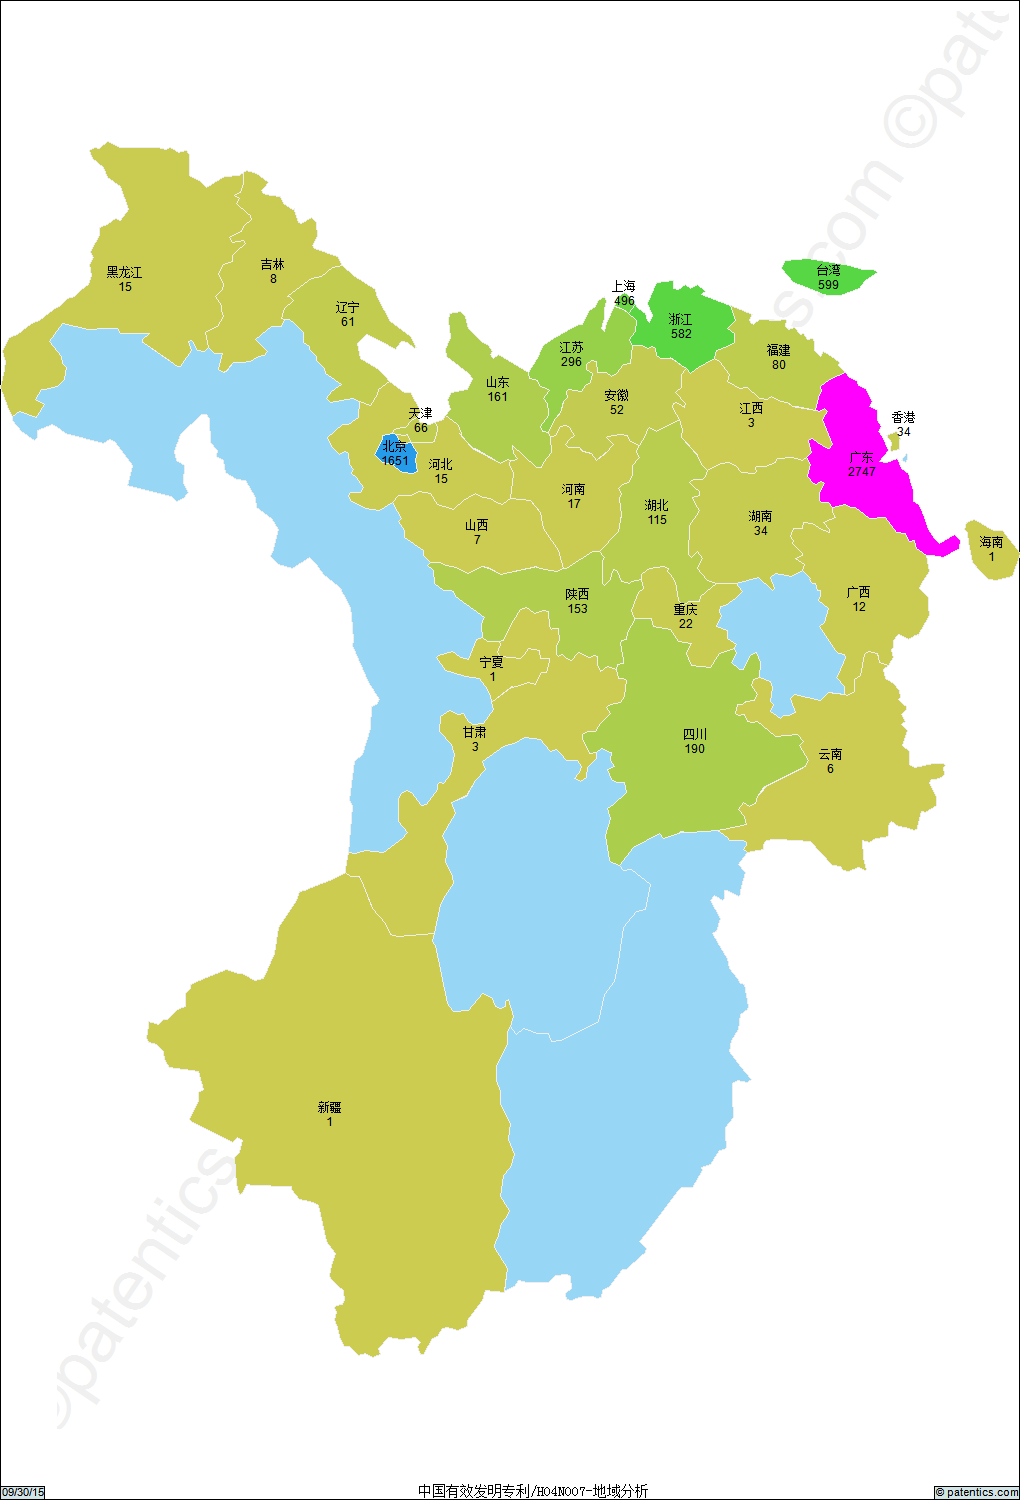 ©patentics.com
©patentics.com
黑龙江
15
吉林
8
辽宁
61
台湾
599
上海
496
浙江
582
江苏
296
福建
80
山东
161
安徽
52
江西
3
天津
66
香港
34
北京
1651
河北
15
广东
2747
河南
17
湖北
115
湖南
34
山西
7
海南
1
陕西
153
重庆
22
广西
12
宁夏
1
甘肃
3
四川
190
云南
6
新疆
1
09/30/15
中国有效发明专利/H04N007-地域分析
© patentics.com